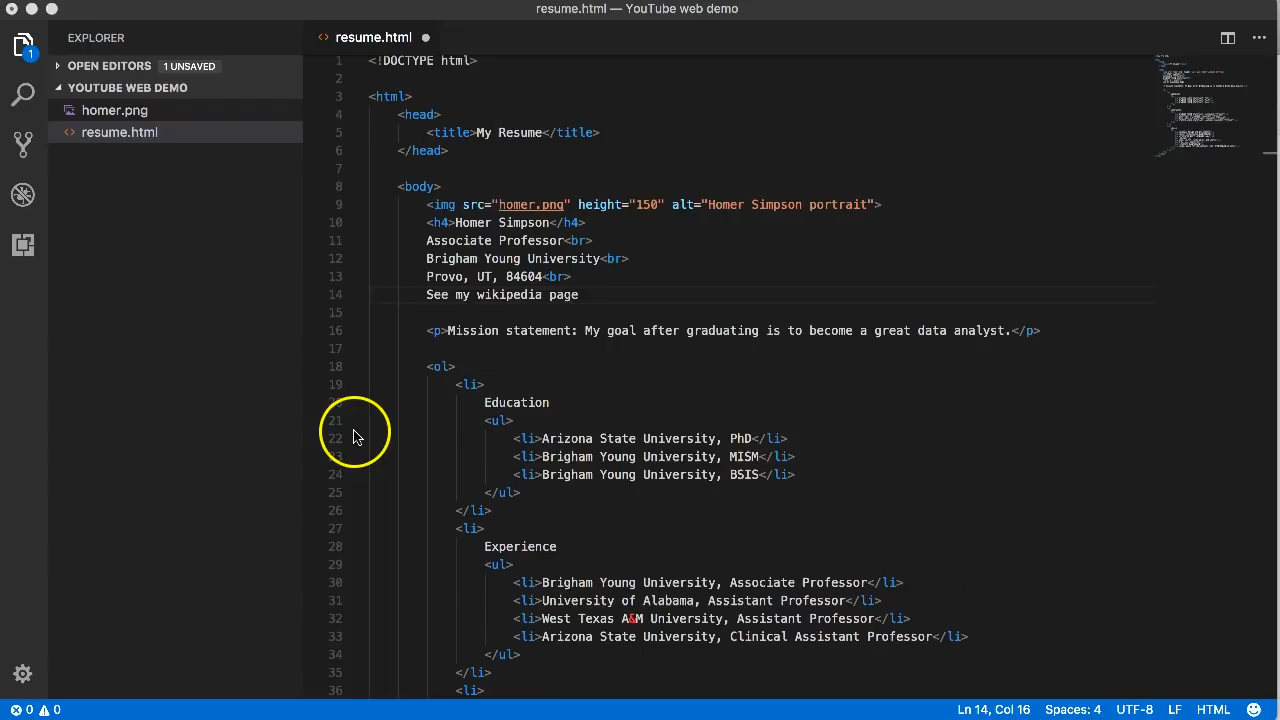 resume.html — YouTube web demo
EXPLORER
OPEN EDITORS 1 UNSAVED
YOUTUBE WEB DEMO
homer.png
resume.html
1
resume.html
1 <!DOCTYPE html>
2
3 <html>
4 <head>
5 <title>My Resume</title>
6 </head>
7
8 <body>
9 <img src="homer.png" height="150" alt="Homer Simpson portrait">
10 <h4>Homer Simpson</h4>
11 Associate Professor<br>
12 Brigham Young University<br>
13 Provo, UT, 84604<br>
14 See my wikipedia page
15
16 <p>Mission statement: My goal after graduating is to become a great data analyst.</p>
17
18 <ol>
19 <li>
20 Education
21 <ul>
22 <li>Arizona State University, PhD</li>
23 <li>Brigham Young University, MISM</li>
24 <li>Brigham Young University, BSIS</li>
25 </ul>
26 </li>
27 <li>
28 Experience
29 <ul>
30 <li>Brigham Young University, Associate Professor</li>
31 <li>University of Alabama, Assistant Professor</li>
32 <li>West Texas A&M University, Assistant Professor</li>
33 <li>Arizona State University, Clinical Assistant Professor</li>
34 </ul>
35 </li>
36 <li>
0 0 Ln 14, Col 16 Spaces: 4 UTF-8 LF HTML